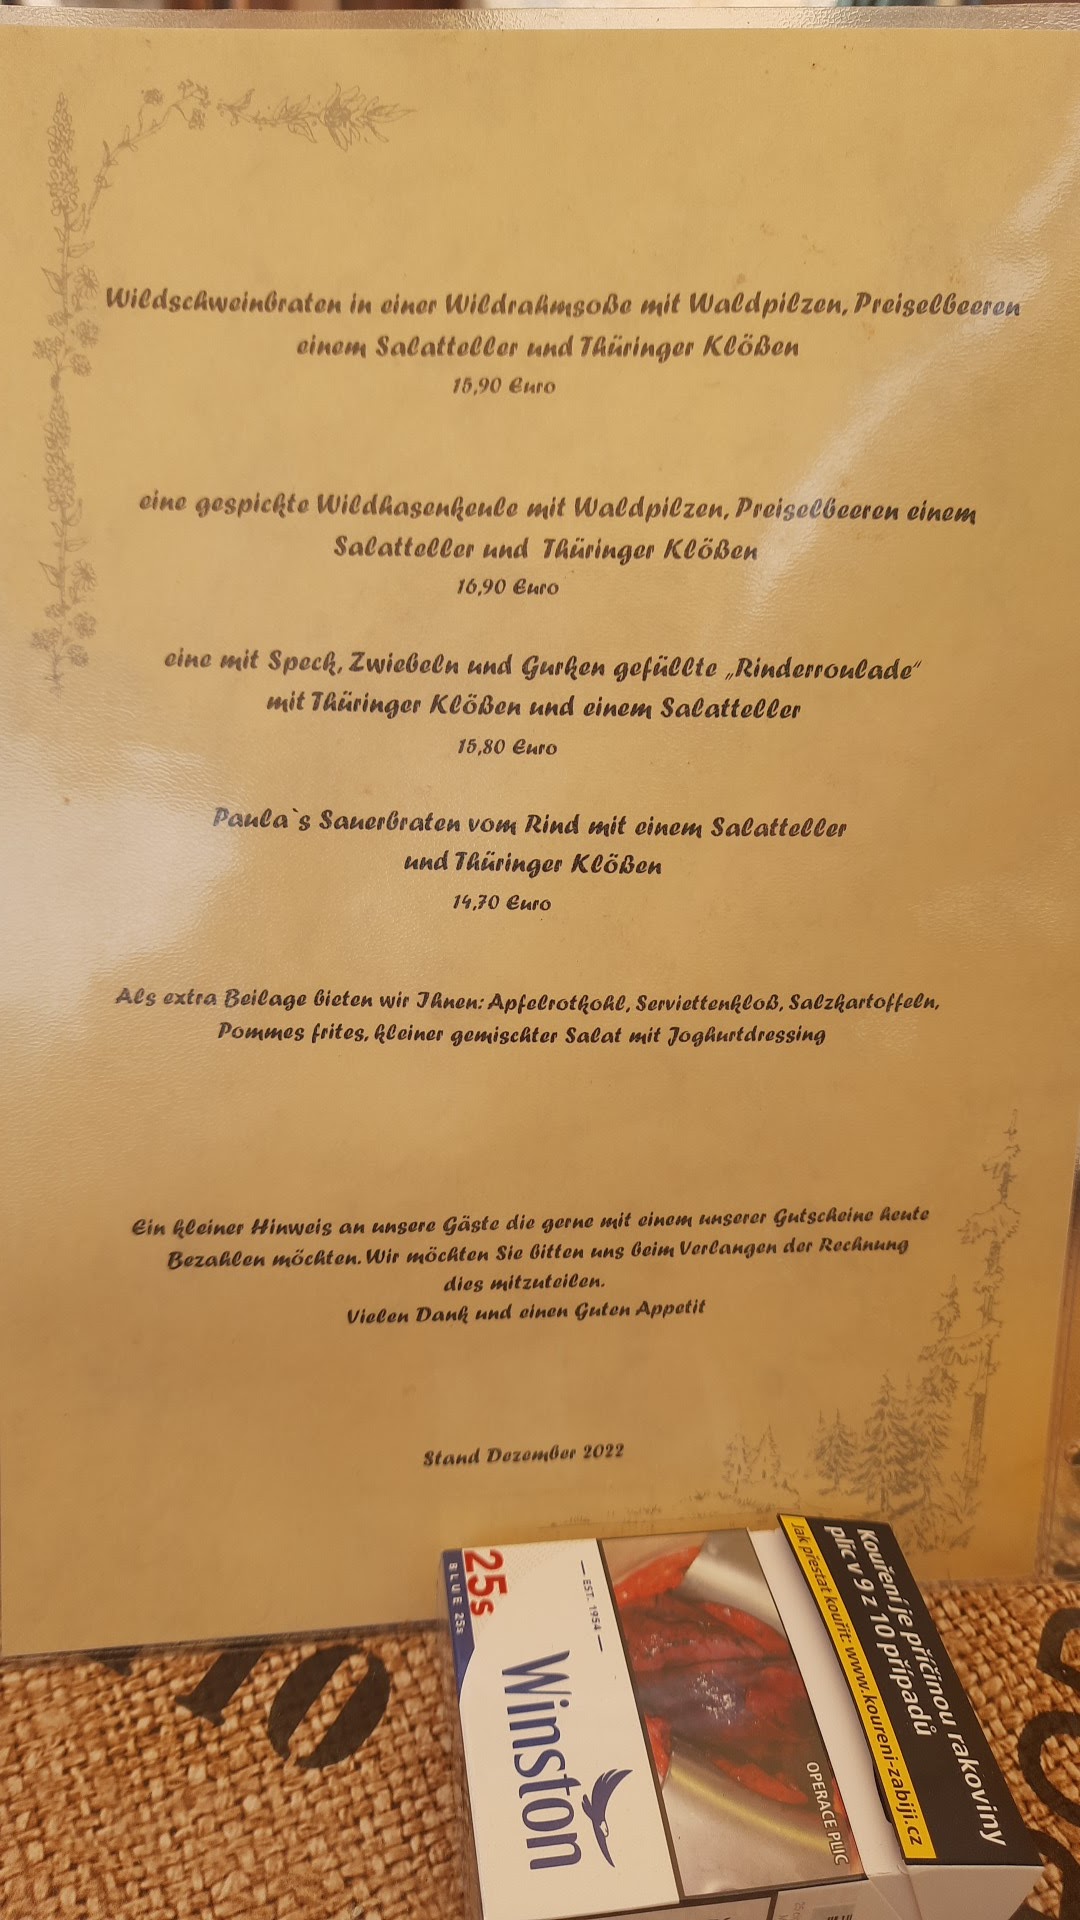 Wildschweinbraten in einer Wildrahmsoße mit Waldpilzen, Preiselbeeren
einem Salatteller und Thüringer Klößen
15,90 Euro
eine gespickte Wildhasenkeule mit Waldpilzen, Preiselbeeren einem
Salatteller und Thüringer Klößen
16,90 Euro
eine mit Speck, Zwiebeln und Gurken gefüllte „Rinderroulade“
mit Thüringer Klößen und einem Salatteller
15,80 Euro
Paula`s Sauerbraten vom Rind mit einem Salatteller
und Thüringer Klößen
14,70 Euro
Als extra Beilage bieten wir Ihnen: Apfelrotkohl, Serviettenkloß, Salzkartoffeln,
Pommes frites, kleiner gemischter Salat mit Joghurtdressing
Ein kleiner Hinweis an unsere Gäste die gerne mit einem unserer Gutscheine heute
Bezahlen möchten. Wir möchten Sie bitten uns beim Verlangen der Rechnung
dies mitzuteilen.
Vielen Dank und einen Guten Appetit
Stand Dezember 2022
25s
BLUE 25s
EST. 1954
Winston
OPERACE PLIC
Jak přestat kouřit: www.koureni-zabiji.cz
Kouření je příčinou rakoviny
plic v 9 z 10 případů